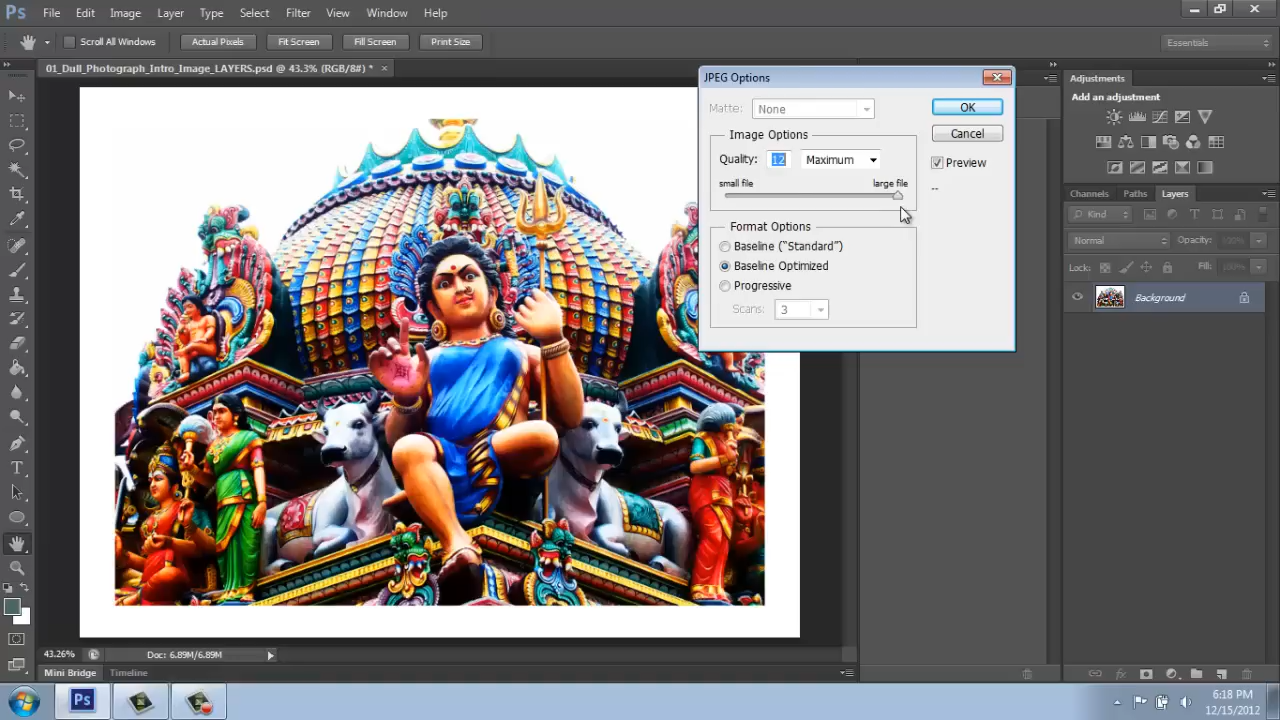 Ps File Edit Image Layer Type Select Filter View Window Help
Scroll All Windows Actual Pixels Fit Screen Fill Screen Print Size Essentials
01_Dull_Photograph_Intro_Image_LAYERS.psd @ 43.3% (RGB/8#) * ×
JPEG Options
Matte: None OK
Image Options
Quality: 12 Maximum Cancel
Preview
small file large file
--
Format Options
Baseline ("Standard")
Baseline Optimized
Progressive
Scans: 3
Adjustments
Add an adjustment
Channels Paths Layers
Kind
Normal Opacity: 100%
Lock: Fill: 100%
Background
43.26% Doc: 6.89M/6.89M
Mini Bridge Timeline
Ps
6:18 PM
12/15/2012